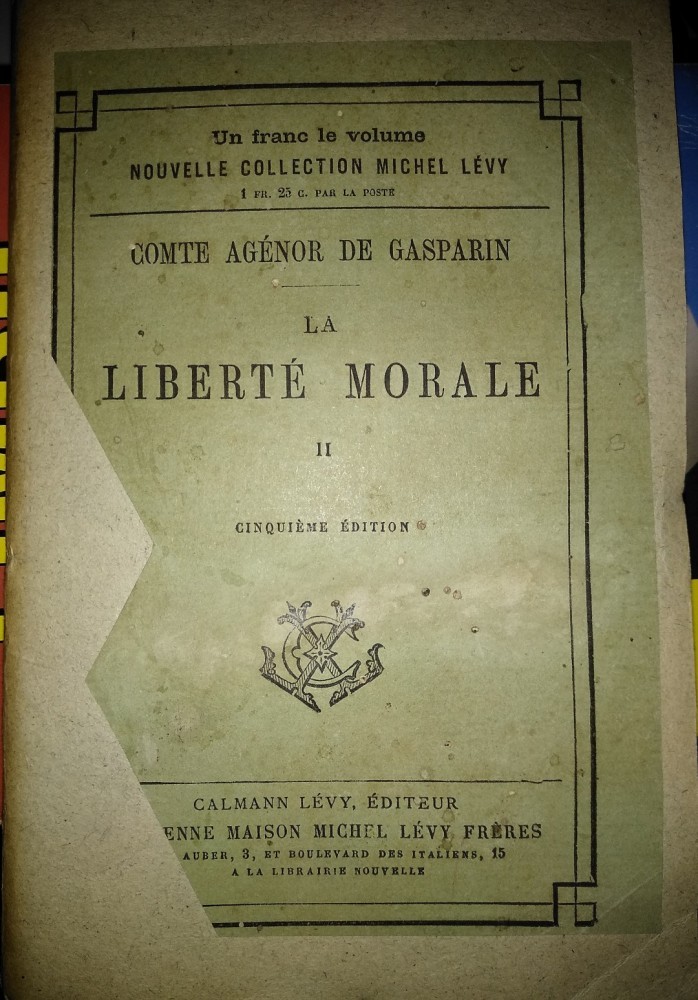 Un franc le volume
NOUVELLE COLLECTION MICHEL LÉVY
1 FR. 25 C. PAR LA POSTE
COMTE AGÉNOR DE GASPARIN
LA
LIBERTÉ MORALE
II
CINQUIÈME ÉDITION
CALMANN LÉVY, ÉDITEUR
ENNE MAISON MICHEL LÉVY FRÈRES
AUBER, 3, ET BOULEVARD DES ITALIENS, 15
A LA LIBRAIRIE NOUVELLE